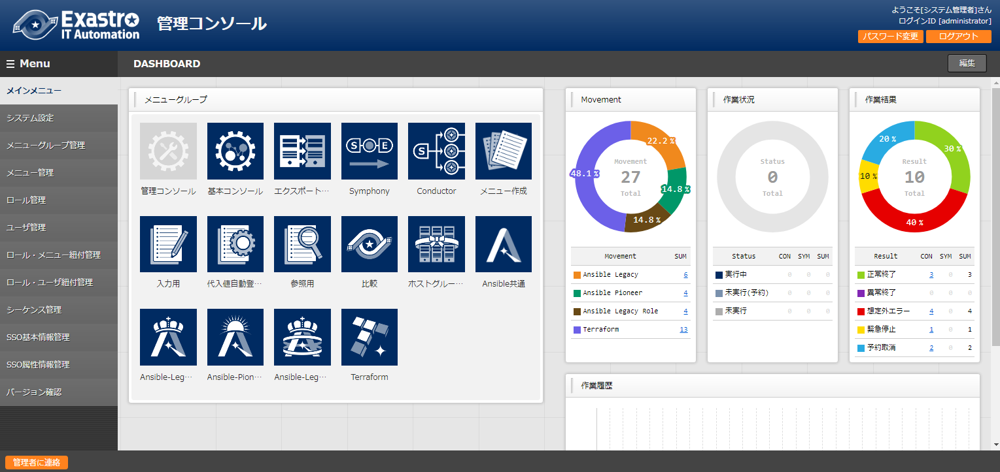 Exastro
IT Automation
管理コンソール
ようこそ[システム管理者]さん
ログインID [administrator]
パスワード変更
ログアウト
Menu
DASHBOARD
編集
メインメニュー
システム設定
メニューグループ管理
メニュー管理
ロール管理
ユーザ管理
ロール・メニュー紐付管理
ロール・ユーザ紐付管理
シーケンス管理
SSO基本情報管理
SSO属性情報管理
バージョン確認
メニューグループ
管理コンソール 基本コンソール エクスポート… Symphony Conductor メニュー作成
S O E
S
入力用 代入値自動登… 参照用 比較 ホストグルー… Ansible共通
Ansible-Leg… Ansible-Pion… Ansible-Leg… Terraform
Movement
22.2 %
48.1 %
14.8 %
14.8 %
Movement
27
Total
Movement SUM
Ansible Legacy 6
Ansible Pioneer 4
Ansible Legacy Role 4
Terraform 13
作業状況
Status
0
Total
Status CON SYM SUM
実行中 0 0 0
未実行(予約) 0 0 0
未実行 0 0 0
作業結果
20 %
30 %
10 %
40 %
Result
10
Total
Result CON SYM SUM
正常終了 3 0 3
異常終了 0 0 0
想定外エラー 4 0 4
緊急停止 1 0 1
予約取消 2 0 2
作業履歴
管理者に連絡